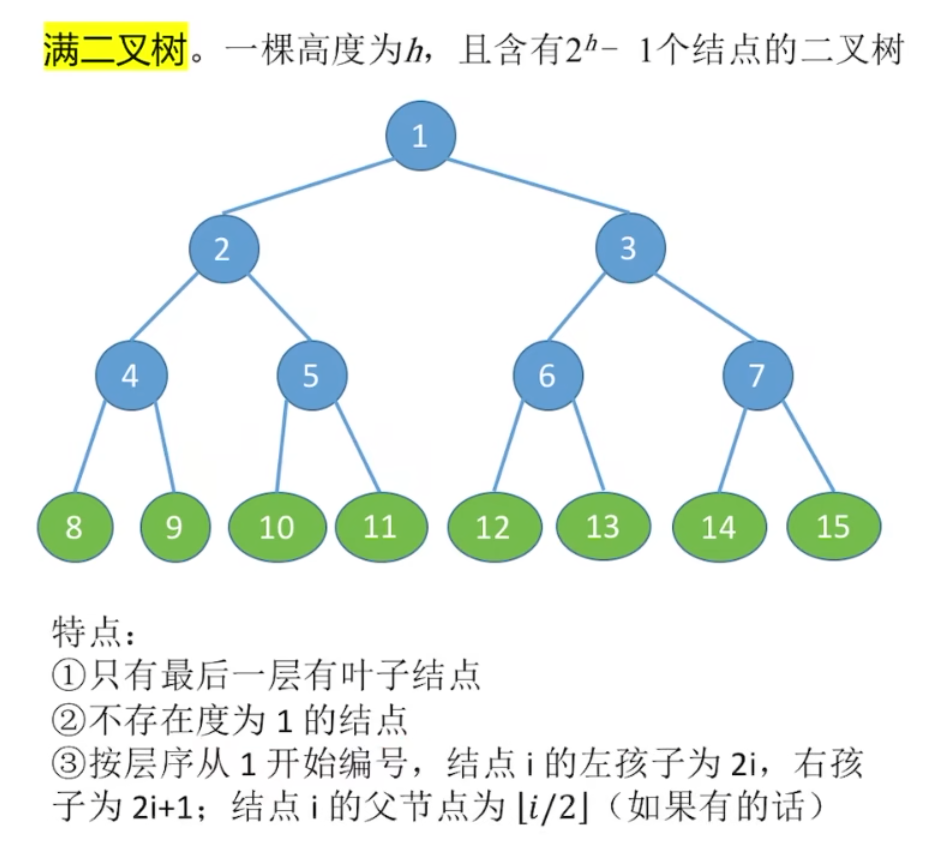 满二叉树。一棵高度为h，且含有2ʰ− 1个结点的二叉树
1
2
3
4
5
6
7
8
9
10
11
12
13
14
15
特点：
①只有最后一层有叶子结点
②不存在度为 1 的结点
③按层序从 1 开始编号，结点 i 的左孩子为 2i，右孩
子为 2i+1；结点 i 的父节点为 ⌊i/2⌋（如果有的话）